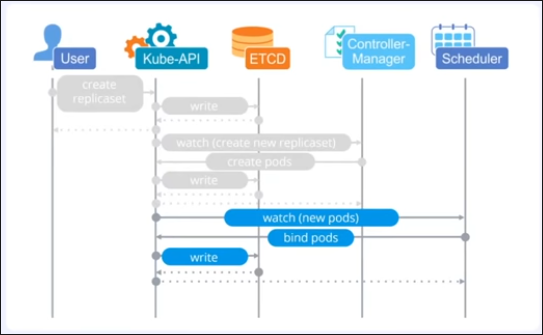 User
Kube-API
ETCD
Controller-
Manager
Scheduler
create
replicaset
write
watch (create new replicaset)
create pods
write
watch (new pods)
bind pods
write